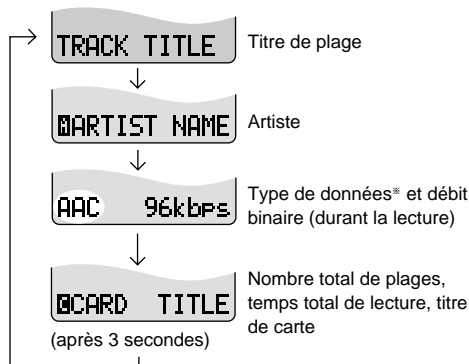 TRACK TITLE
Titre de plage
ARTIST NAME
Artiste
AAC 96kbps
Type de données※ et débit
binaire (durant la lecture)
CARD TITLE
Nombre total de plages,
temps total de lecture, titre
de carte
(après 3 secondes)